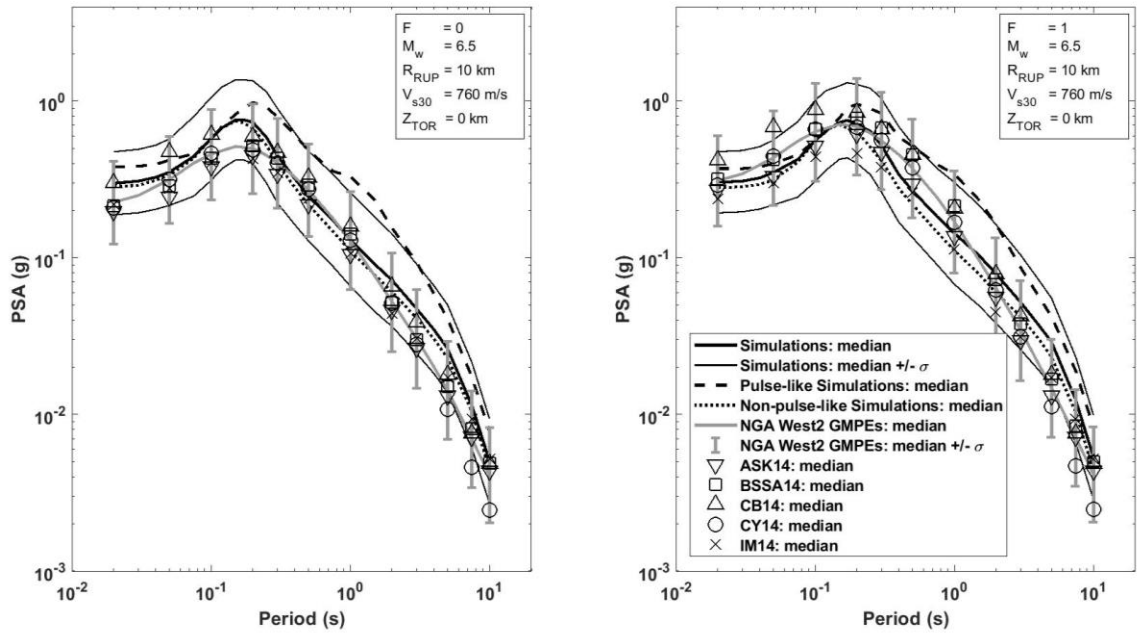 F = 0
M_w = 6.5
R_RUP = 10 km
V_s30 = 760 m/s
Z_TOR = 0 km
PSA (g)
10^0
10^-1
10^-2
10^-3
10^-2
10^-1
10^0
10^1
Period (s)
F = 1
M_w = 6.5
R_RUP = 10 km
V_s30 = 760 m/s
Z_TOR = 0 km
PSA (g)
10^0
10^-1
10^-2
10^-3
Simulations: median
Simulations: median +/- σ
Pulse-like Simulations: median
Non-pulse-like Simulations: median
NGA West2 GMPEs: median
NGA West2 GMPEs: median +/- σ
ASK14: median
BSSA14: median
CB14: median
CY14: median
IM14: median
10^-2
10^-1
10^0
10^1
Period (s)